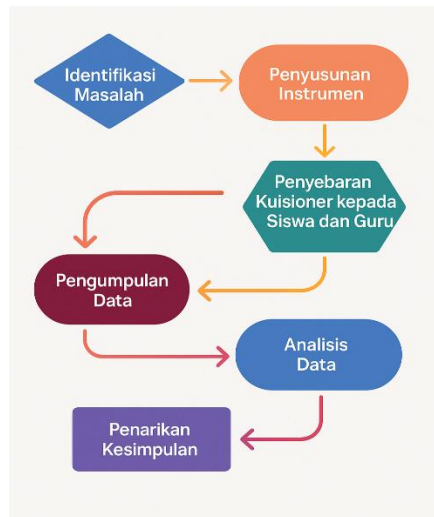 Identifikasi
Masalah
Penyusunan
Instrumen
Penyebaran
Kuisioner kepada
Siswa dan Guru
Pengumpulan
Data
Analisis
Data
Penarikan
Kesimpulan